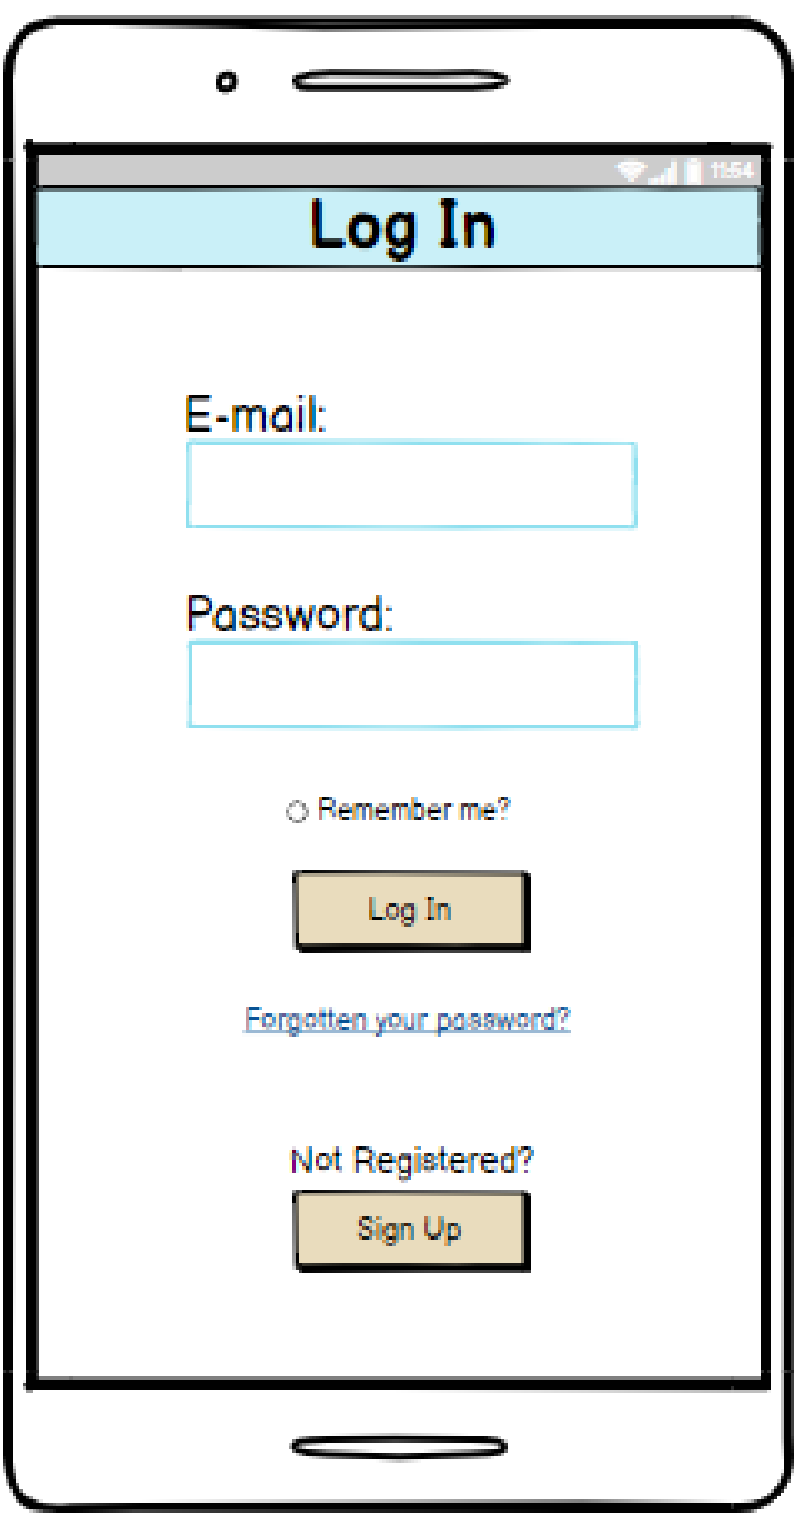 11:54
Log In
E-mail:
Password:
Remember me?
Log In
Forgotten your password?
Not Registered?
Sign Up